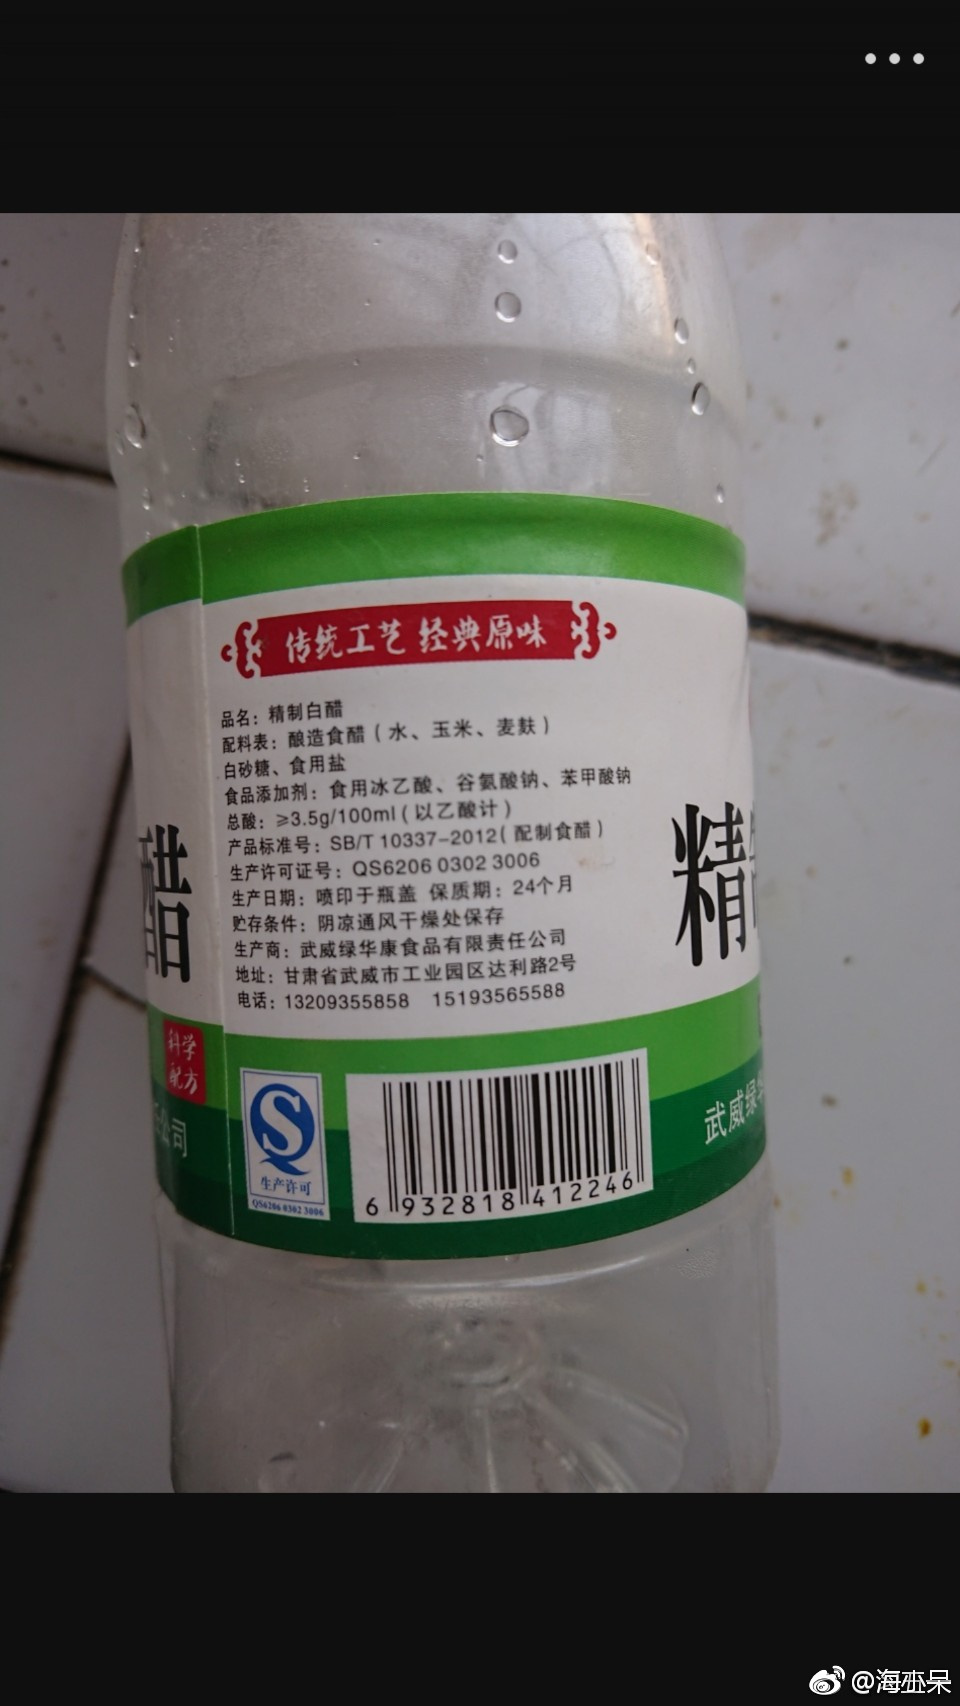 传统工艺 经典原味
品名：精制白醋
配料表：酿造食醋（水、玉米、麦麸）
白砂糖、食用盐
食品添加剂：食用冰乙酸、谷氨酸钠、苯甲酸钠
总酸：≥3.5g/100ml（以乙酸计）
产品标准号：SB/T 10337-2012（配制食醋）
生产许可证号：QS6206 0302 3006
生产日期：喷印于瓶盖 保质期：24个月
贮存条件：阴凉通风干燥处保存
生产商：武威绿华康食品有限责任公司
地址：甘肃省武威市工业园区达利路2号
电话：13209355858 15193565588
醋
精制
科学
配方
公司
武威绿华
生产许可
QS6206 0302 3006
6 932818 412246
@海丕呆